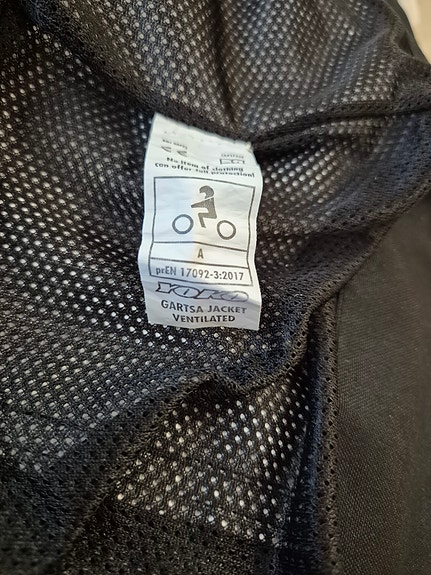 No item of clothing
can offer full protection!
A
prEN 17092-3:2017
YOKO
GARTSA JACKET
VENTILATED